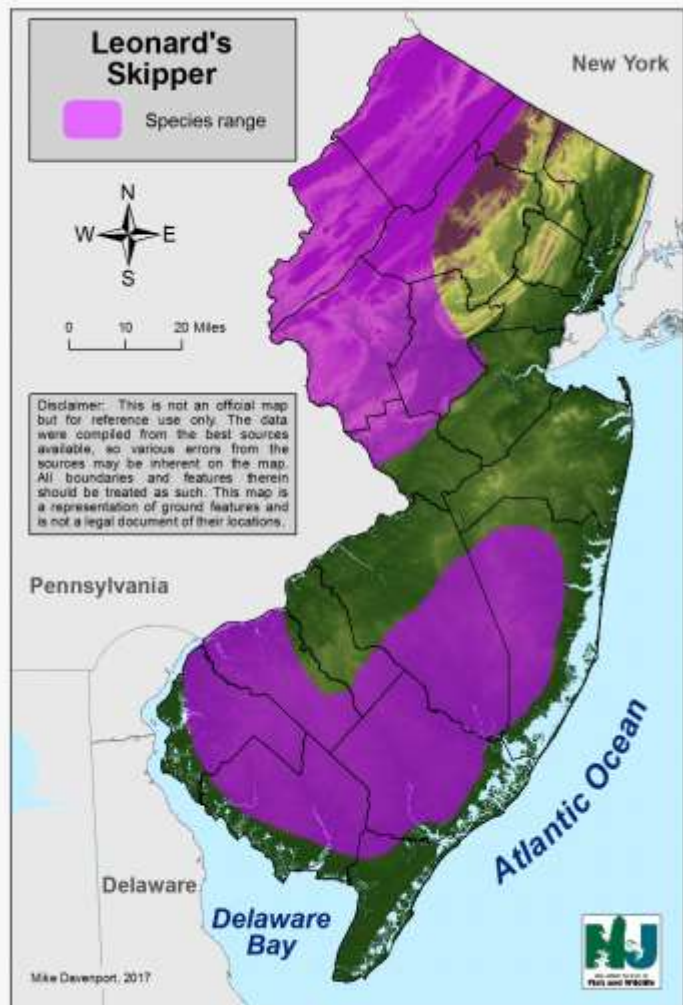 Leonard's
Skipper
Species range
New York
N
W E
S
0 10 20 Miles
Disclaimer: This is not an official map
but for reference use only. The data
were compiled from the best sources
available, so various errors from the
sources may be inherent on the map.
All boundaries and features therein
should be treated as such. This map is
a representation of ground features and
is not a legal document of their locations.
Pennsylvania
Atlantic Ocean
Delaware
Delaware
Bay
NJ
Fish and Wildlife
Mike Davenport, 2017